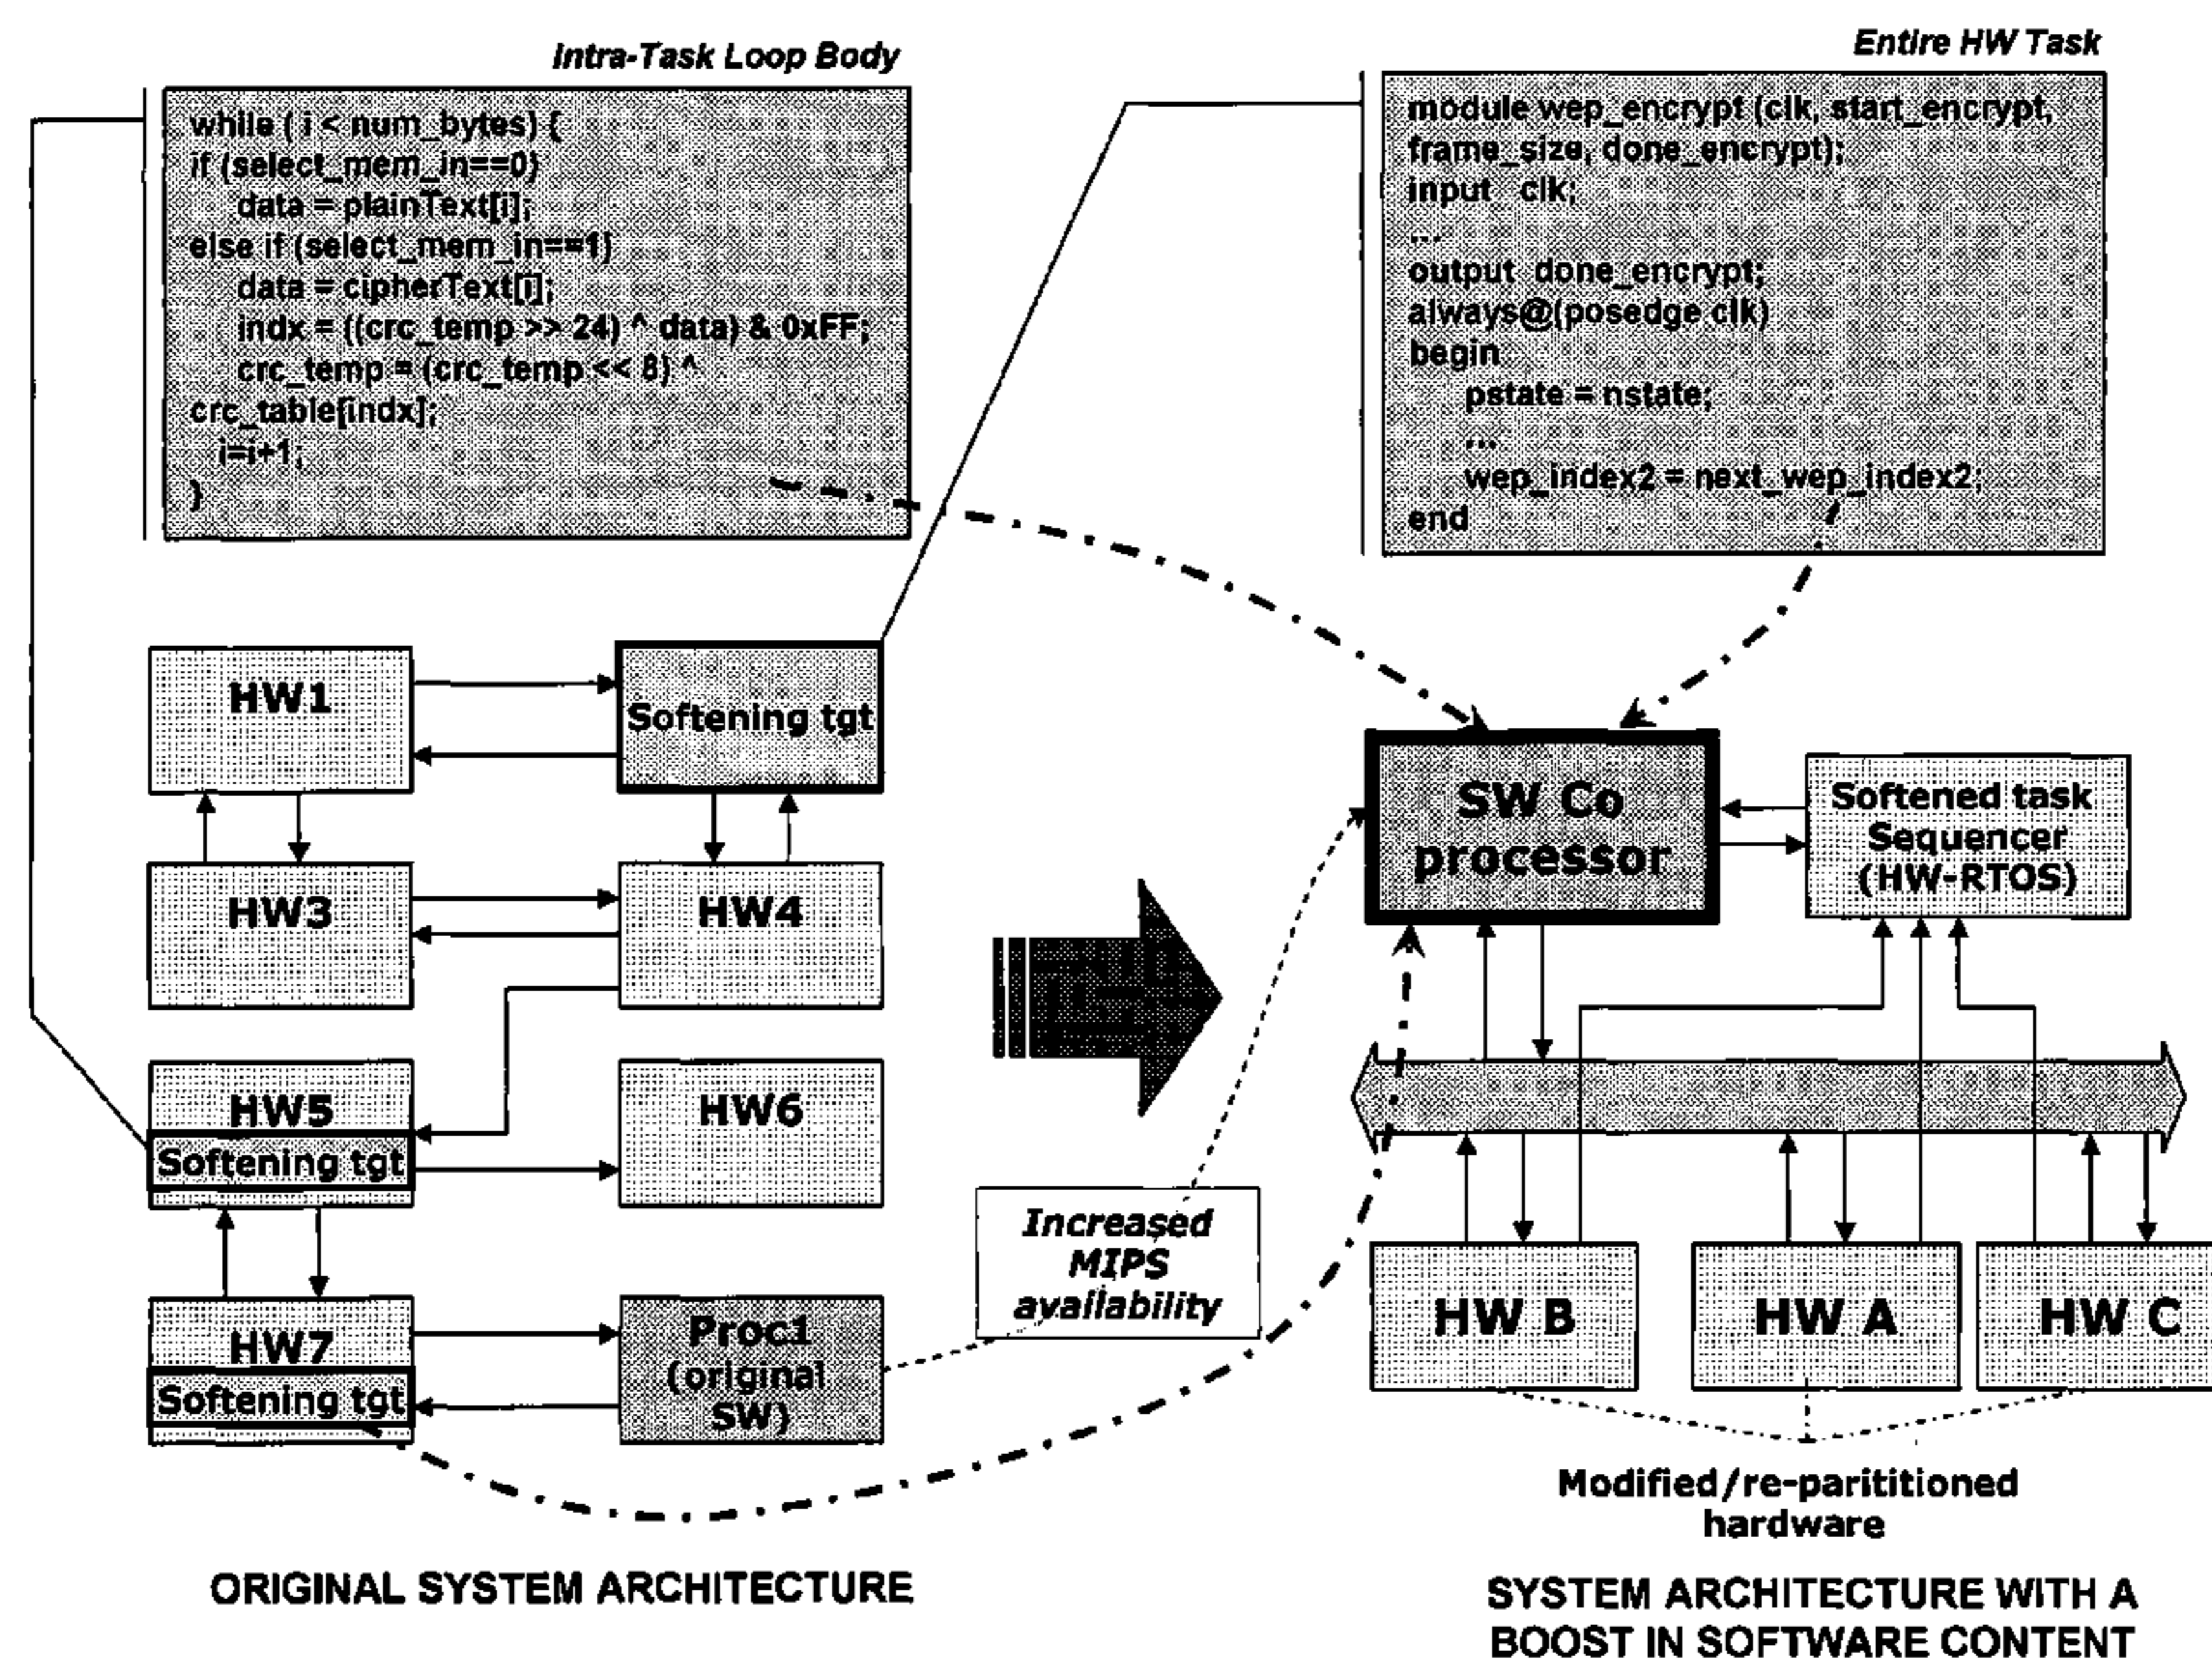 Intra-Task Loop Body
while ( i < num_bytes) {
if (select_mem_in==0)
data = plainText[i];
else if (select_mem_in==1)
data = cipherText[i];
indx = ((crc_temp >> 24) ^ data) & 0xFF;
crc_temp = (crc_temp << 8) ^
crc_table[indx];
i=i+1;
}
Entire HW Task
module wep_encrypt (clk, start_encrypt,
frame_size, done_encrypt);
input clk;
...
output done_encrypt;
always@(posedge clk)
begin
pstate = nstate;
...
wep_index2 = next_wep_index2;
end
HW1
Softening tgt
HW3
HW4
HW5
Softening tgt
HW6
HW7
Softening tgt
Proc1
(original
SW)
Increased
MIPS
availability
SW Co
processor
Softened task
Sequencer
(HW-RTOS)
HW B
HW A
HW C
Modified/re-parititioned
hardware
ORIGINAL SYSTEM ARCHITECTURE
SYSTEM ARCHITECTURE WITH A
BOOST IN SOFTWARE CONTENT